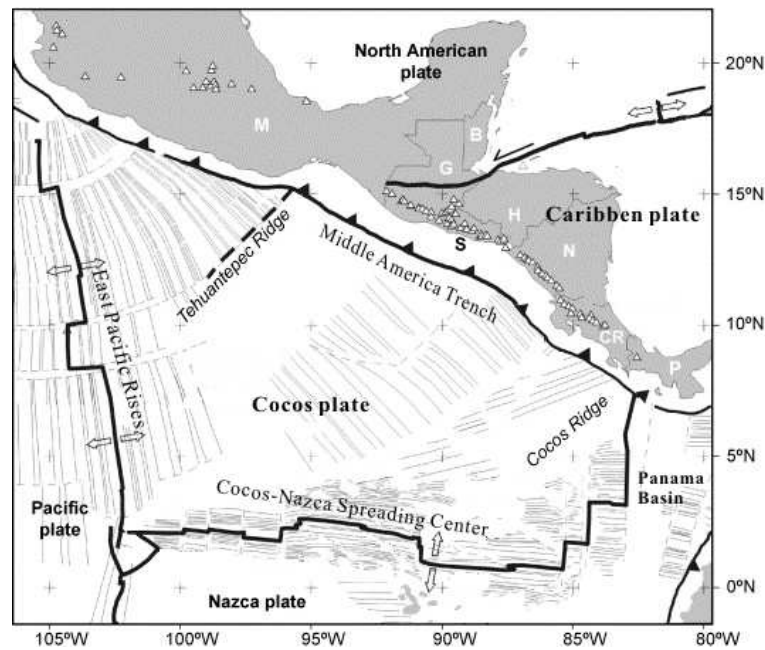 North American
plate
20ºN
M
B
G
15ºN
H
Caribben plate
S
N
Tehuantepec Ridge
Middle America Trench
East Pacific Rises
10ºN
CR
P
Cocos plate
Cocos Ridge
5ºN
Panama
Basin
Cocos-Nazca Spreading Center
Pacific
plate
Nazca plate
0ºN
105ºW 100ºW 95ºW 90ºW 85ºW 80ºW